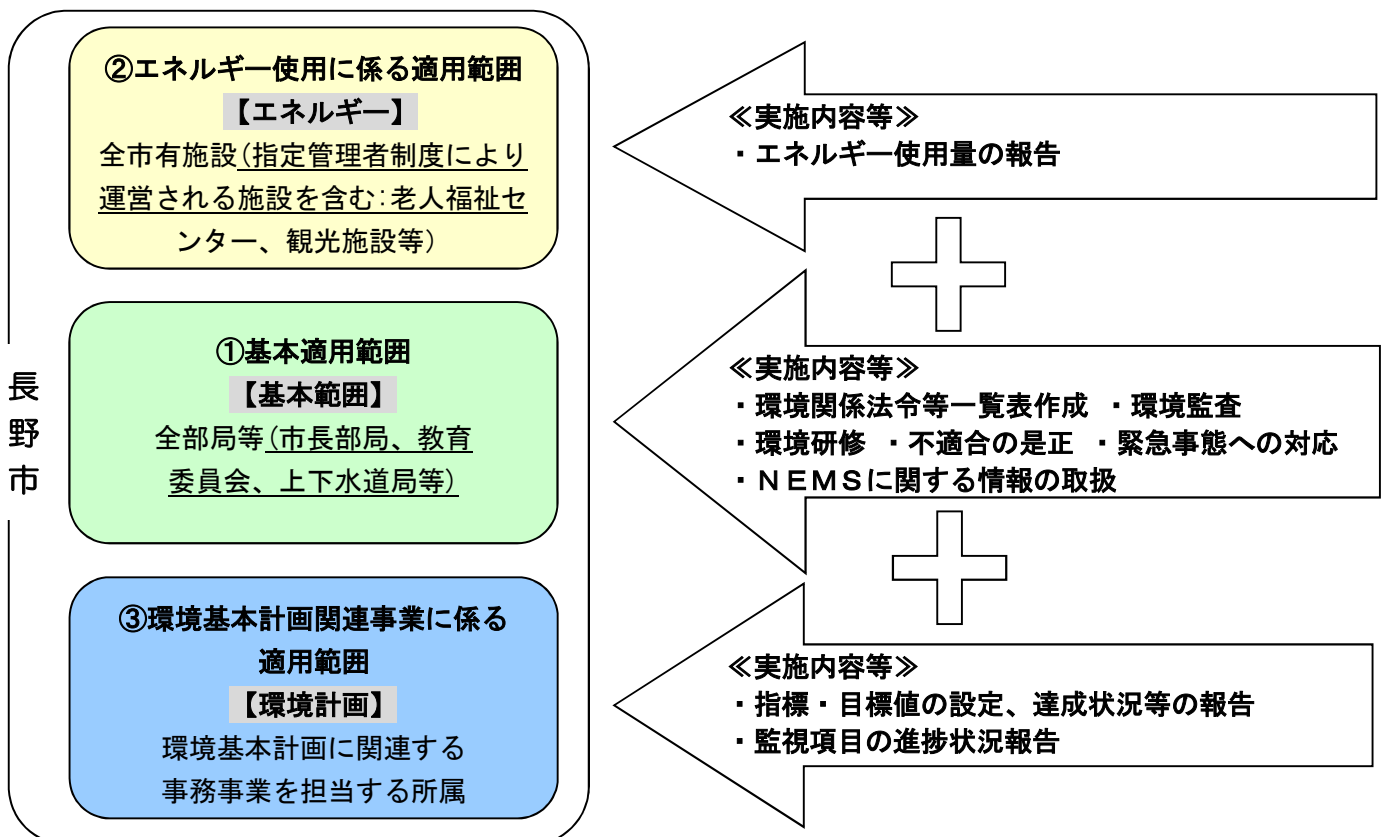 ②エネルギー使用に係る適用範囲
【エネルギー】
全市有施設(指定管理者制度により
運営される施設を含む:老人福祉セ
ンター、観光施設等)
≪実施内容等≫
・エネルギー使用量の報告
長
野
市
①基本適用範囲
【基本範囲】
全部局等(市長部局、教育
委員会、上下水道局等)
≪実施内容等≫
・環境関係法令等一覧表作成 ・環境監査
・環境研修 ・不適合の是正 ・緊急事態への対応
・NEMSに関する情報の取扱
③環境基本計画関連事業に係る
適用範囲
【環境計画】
環境基本計画に関連する
事務事業を担当する所属
≪実施内容等≫
・指標・目標値の設定、達成状況等の報告
・監視項目の進捗状況報告